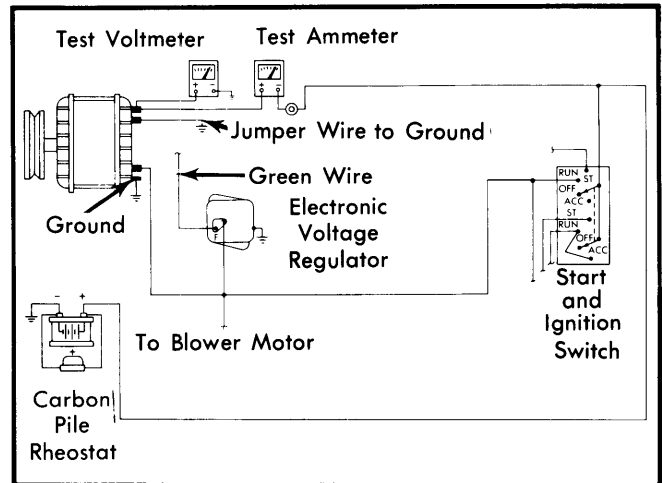 Test Voltmeter
Test Ammeter
+ -
+ -
Jumper Wire to Ground
Green Wire
Ground
F
Electronic
Voltage
Regulator
RUN
ST
OFF
ACC
ST
RUN
OFF
ACC
Start
and
Ignition
Switch
- +
+
To Blower Motor
Carbon
Pile
Rheostat